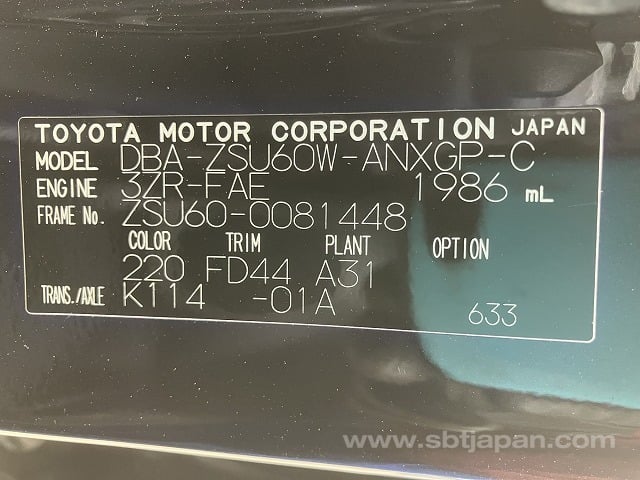 TOYOTA MOTOR CORPORATION JAPAN
MODEL DBA-ZSU60W-ANXGP-C
ENGINE 3ZR-FAE 1986 mL
FRAME No. ZSU60-0081448
COLOR TRIM PLANT OPTION
220 FD44 A31
TRANS./AXLE K114 -01A 633
www.sbtjapan.com